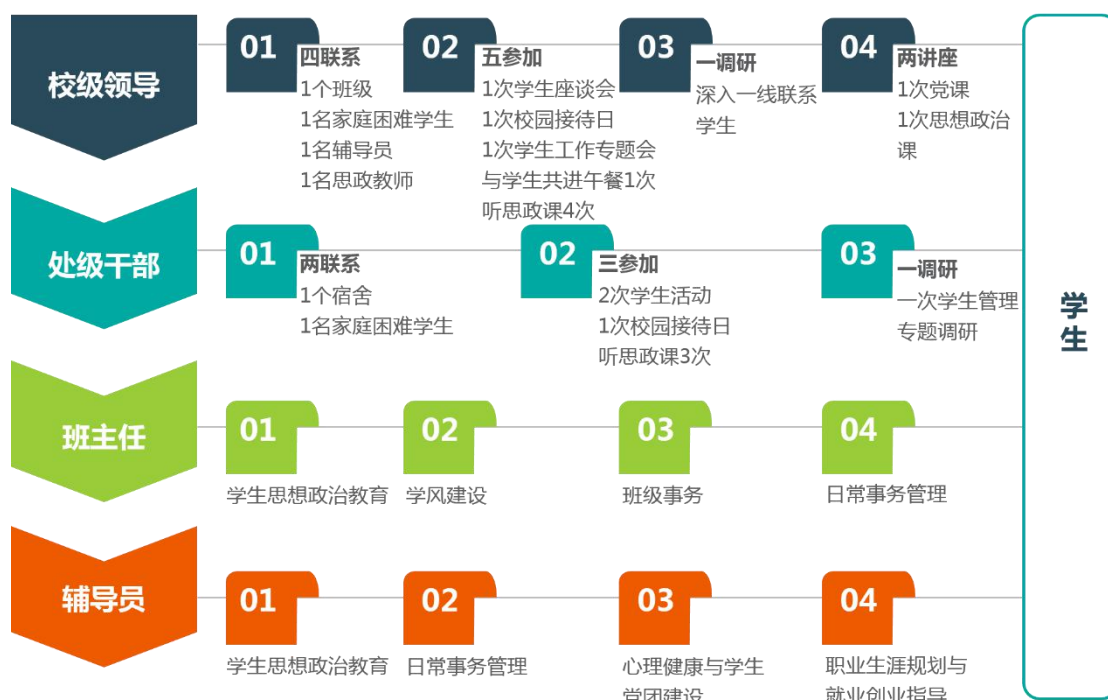 校级领导
01
四联系
1个班级
1名家庭困难学生
1名辅导员
1名思政教师
02
五参加
1次学生座谈会
1次校园接待日
1次学生工作专题会
与学生共进午餐1次
听思政课4次
03
一调研
深入一线联系
学生
04
两讲座
1次党课
1次思想政治
课
处级干部
01
两联系
1个宿舍
1名家庭困难学生
02
三参加
2次学生活动
1次校园接待日
听思政课3次
03
一调研
一次学生管理
专题调研
班主任
01
学生思想政治教育
02
学风建设
03
班级事务
04
日常事务管理
辅导员
01
学生思想政治教育
02
日常事务管理
03
心理健康与学生
党团建设
04
职业生涯规划与
就业创业指导
学生